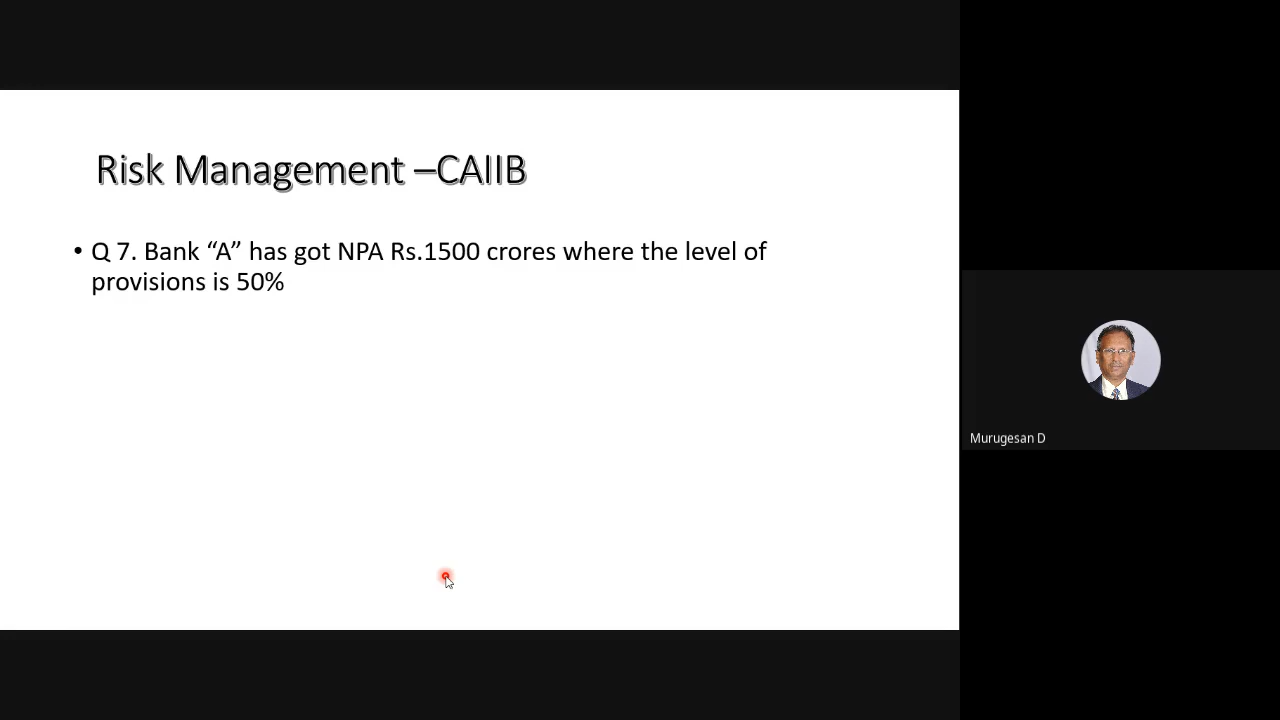 Risk Management –CAIIB
• Q 7. Bank “A” has got NPA Rs.1500 crores where the level of
provisions is 50%
Murugesan D